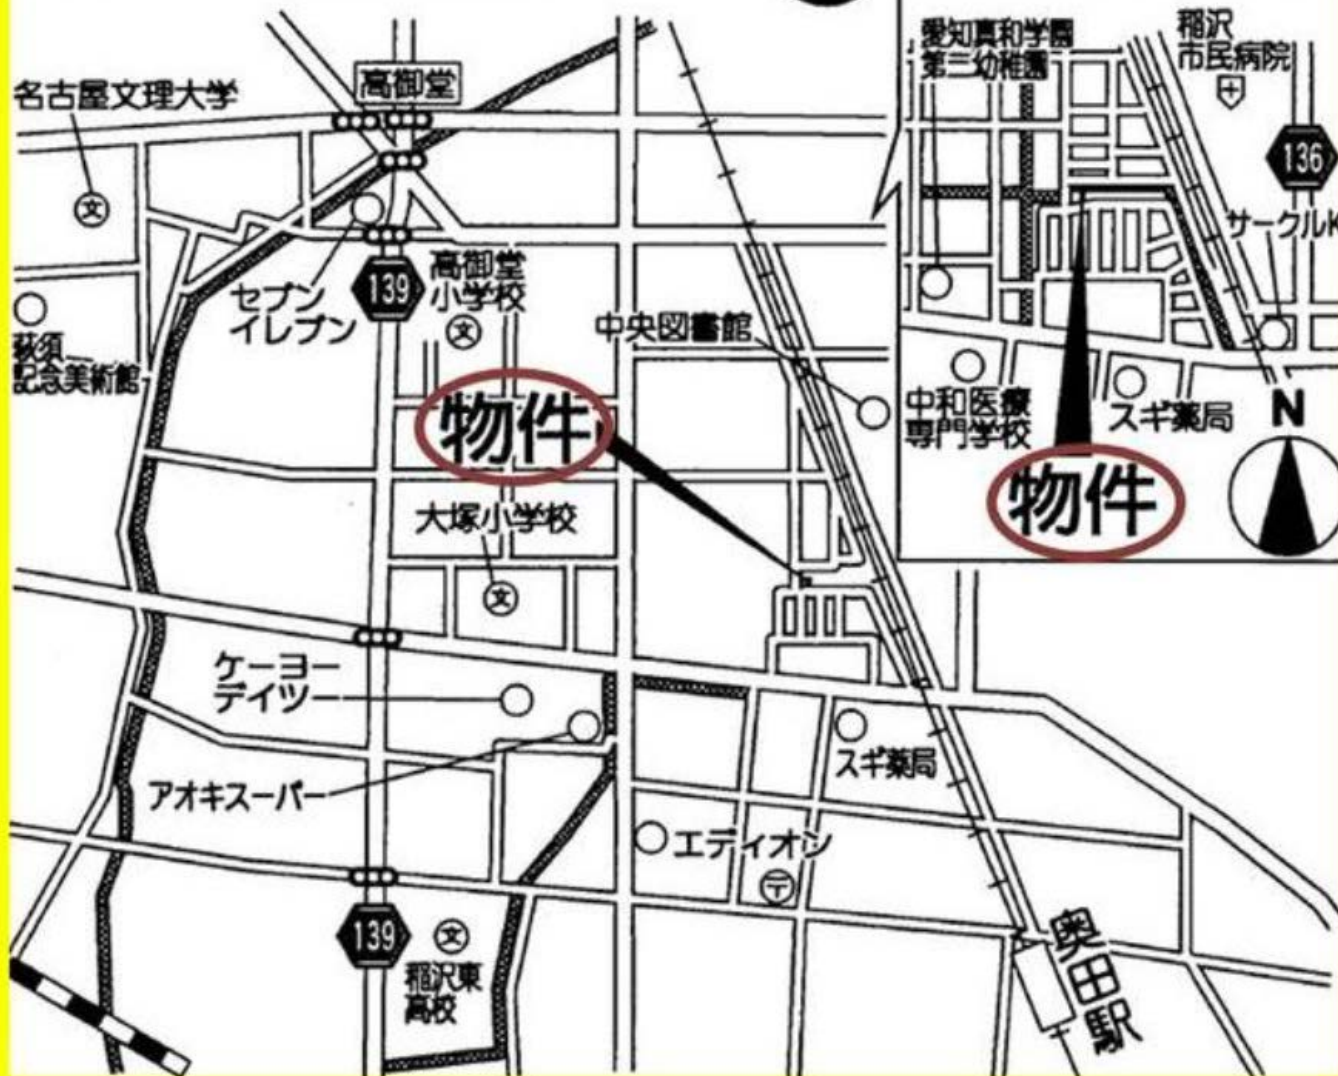 名古屋文理大学
高御堂
文
セブン
イレブン
139
高御堂
小学校
文
中央図書館
荻須
記念美術館
物件
大塚小学校
文
ケーヨー
デイツー
アオキスーパー
スギ薬局
エディオン
〒
139
文
稲沢東
高校
奥田駅
愛知真和学園
第三幼稚園
稲沢
市民病院
136
サークルK
中和医療
専門学校
スギ薬局
N
物件